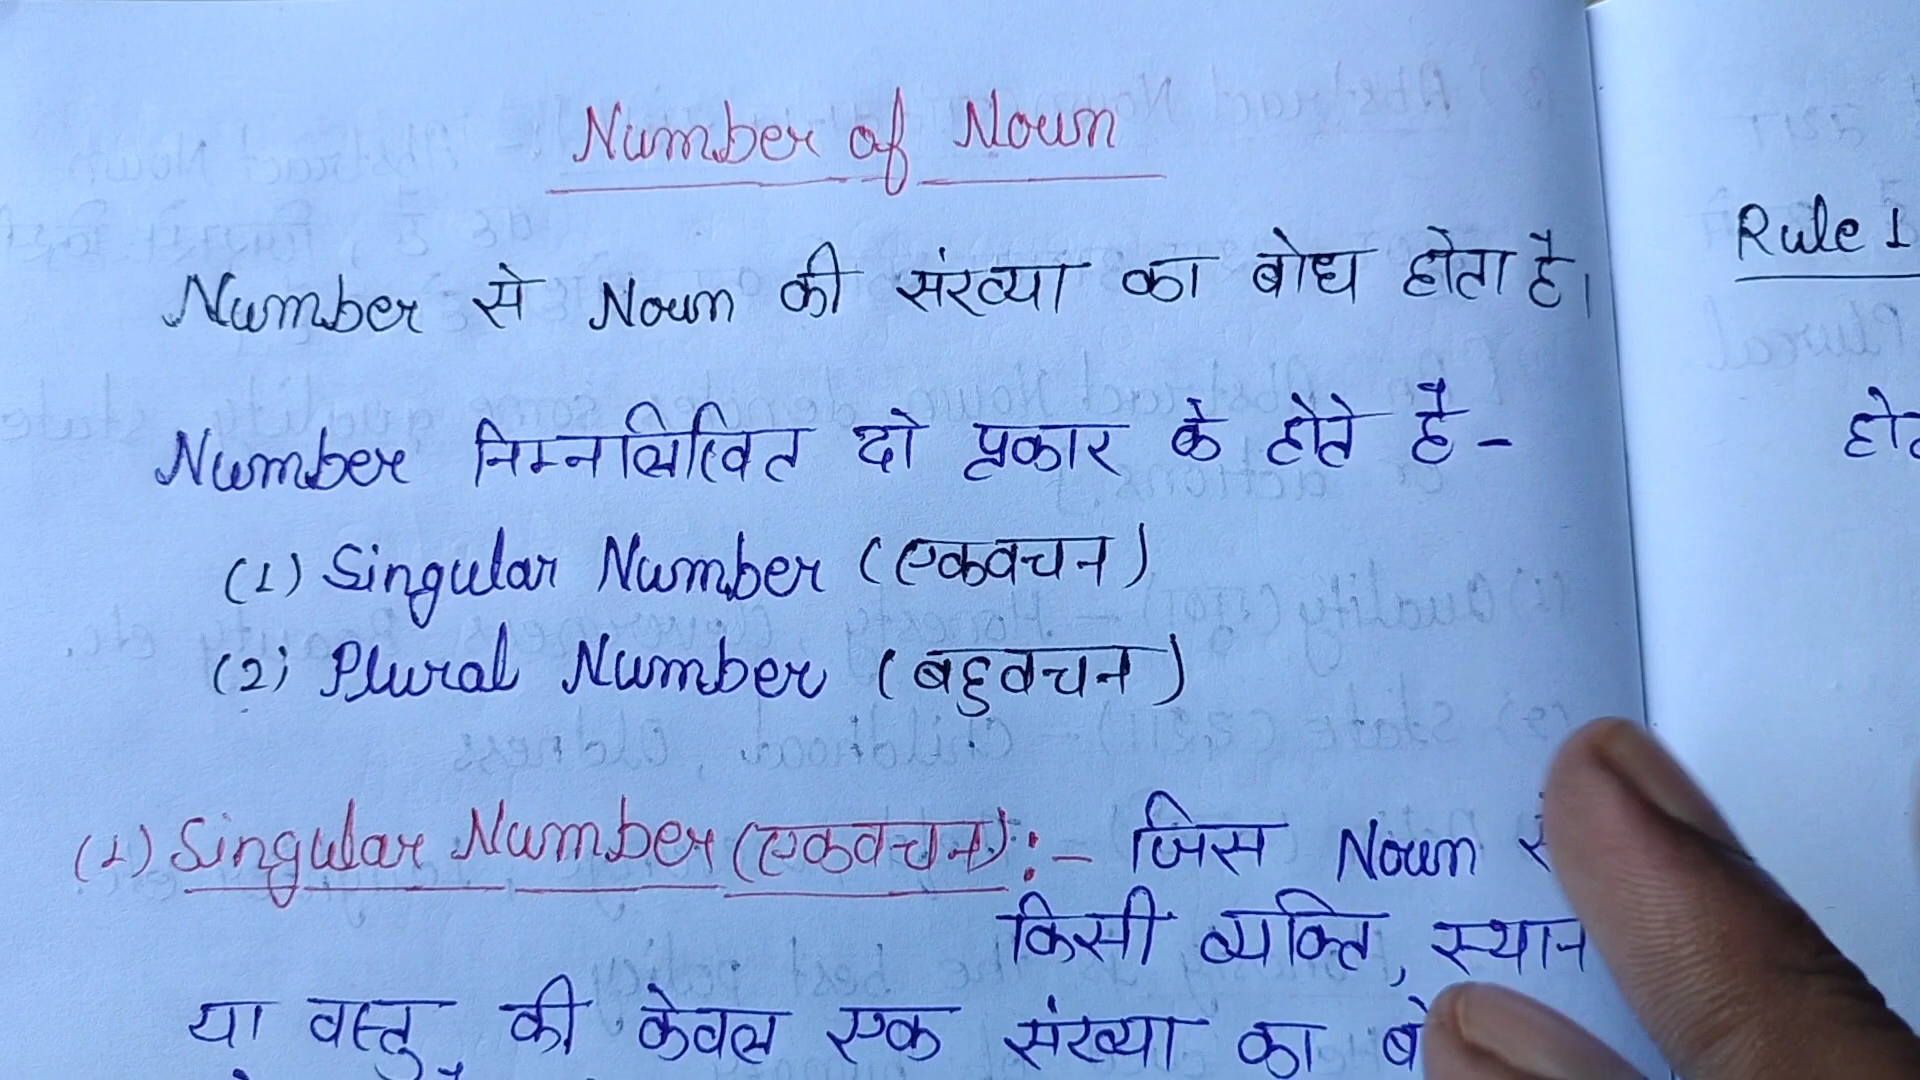 Number of Noun
Number से Noun की संख्या का बोध होता है।
Number निम्नलिखित दो प्रकार के होते है -
(1) Singular Number (एकवचन)
(2) Plural Number (बहुवचन)
(1) Singular Number (एकवचन) :- जिस Noun
किसी व्यक्ति, स्थान
या वस्तु की केवल एक संख्या का
Rule 1